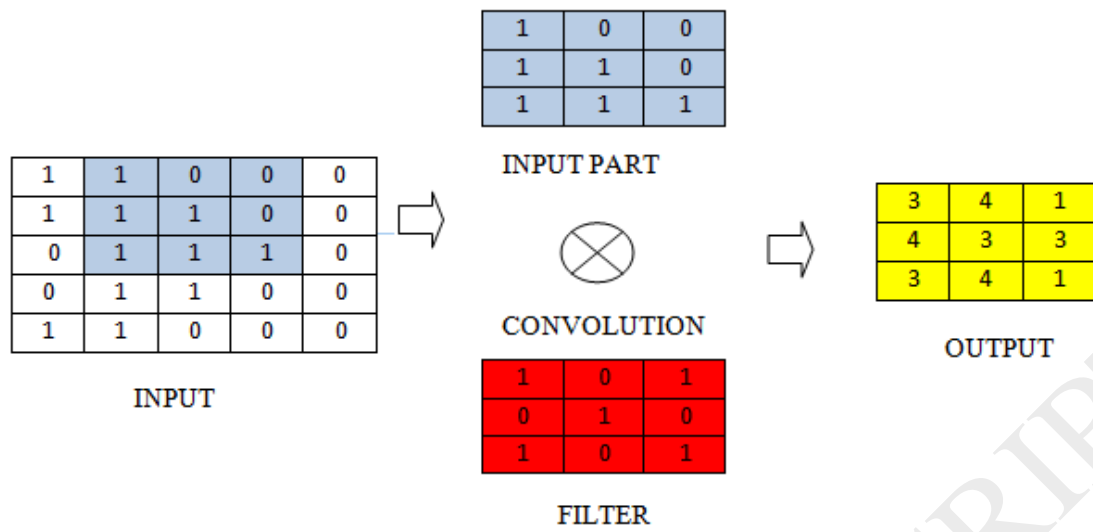 1 0 0
1 1 0
1 1 1
INPUT PART
1 1 0 0 0
1 1 1 0 0
0 1 1 1 0
0 1 1 0 0
1 1 0 0 0
INPUT
CONVOLUTION
1 0 1
0 1 0
1 0 1
FILTER
3 4 1
4 3 3
3 4 1
OUTPUT